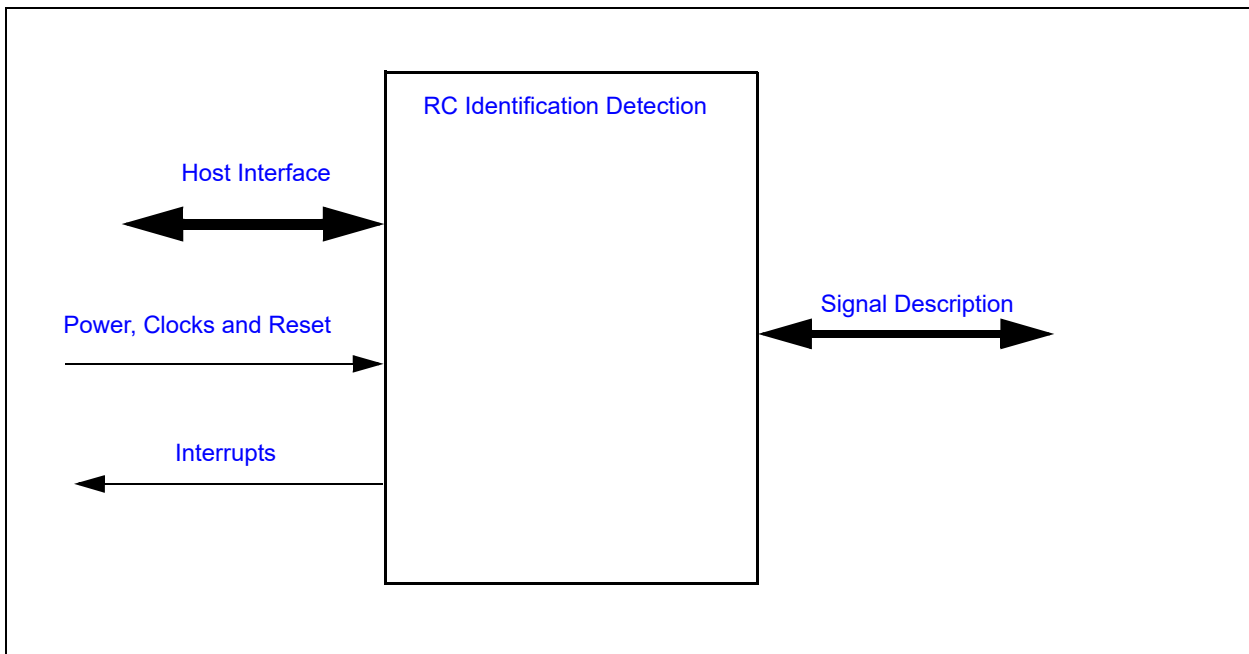 RC Identification Detection
Host Interface
Signal Description
Power, Clocks and Reset
Interrupts